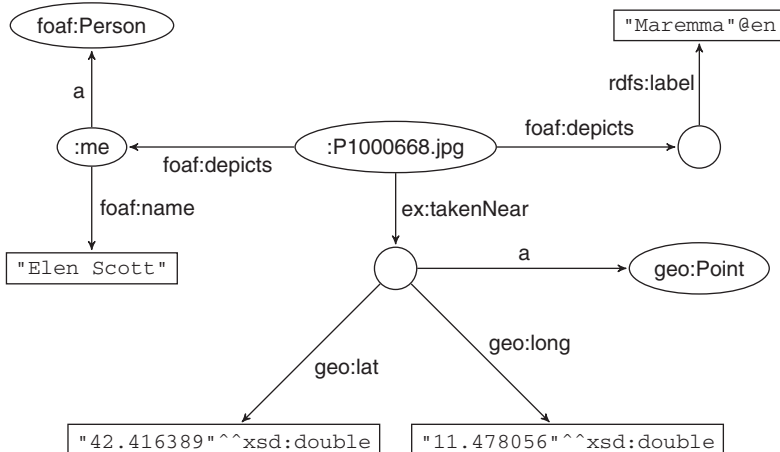 foaf:Person
"Maremma"@en
a
rdfs:label
:me
foaf:depicts
:P1000668.jpg
foaf:depicts
foaf:name
ex:takenNear
"Elen Scott"
a
geo:Point
geo:lat
geo:long
"42.416389"^^xsd:double
"11.478056"^^xsd:double